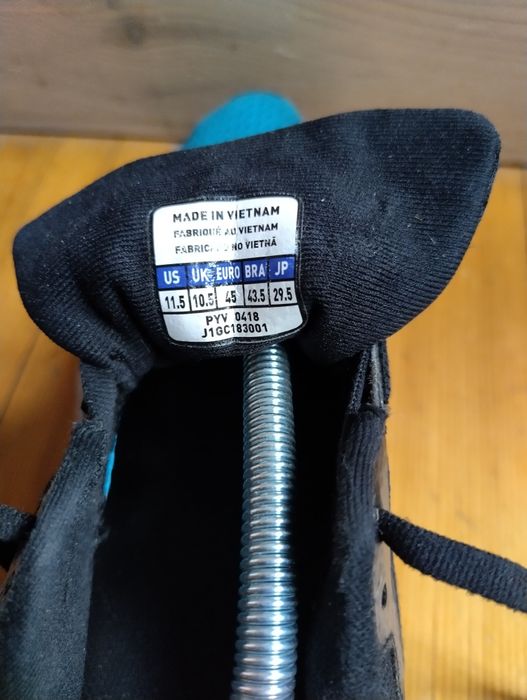 MADE IN VIETNAM
FABRIQUÉ AU VIETNAM
NO VIETNÃ
US UK EURO BRA JP
11.5 10.5 45 43.5 29.5
PYV 0418
J1GC183001